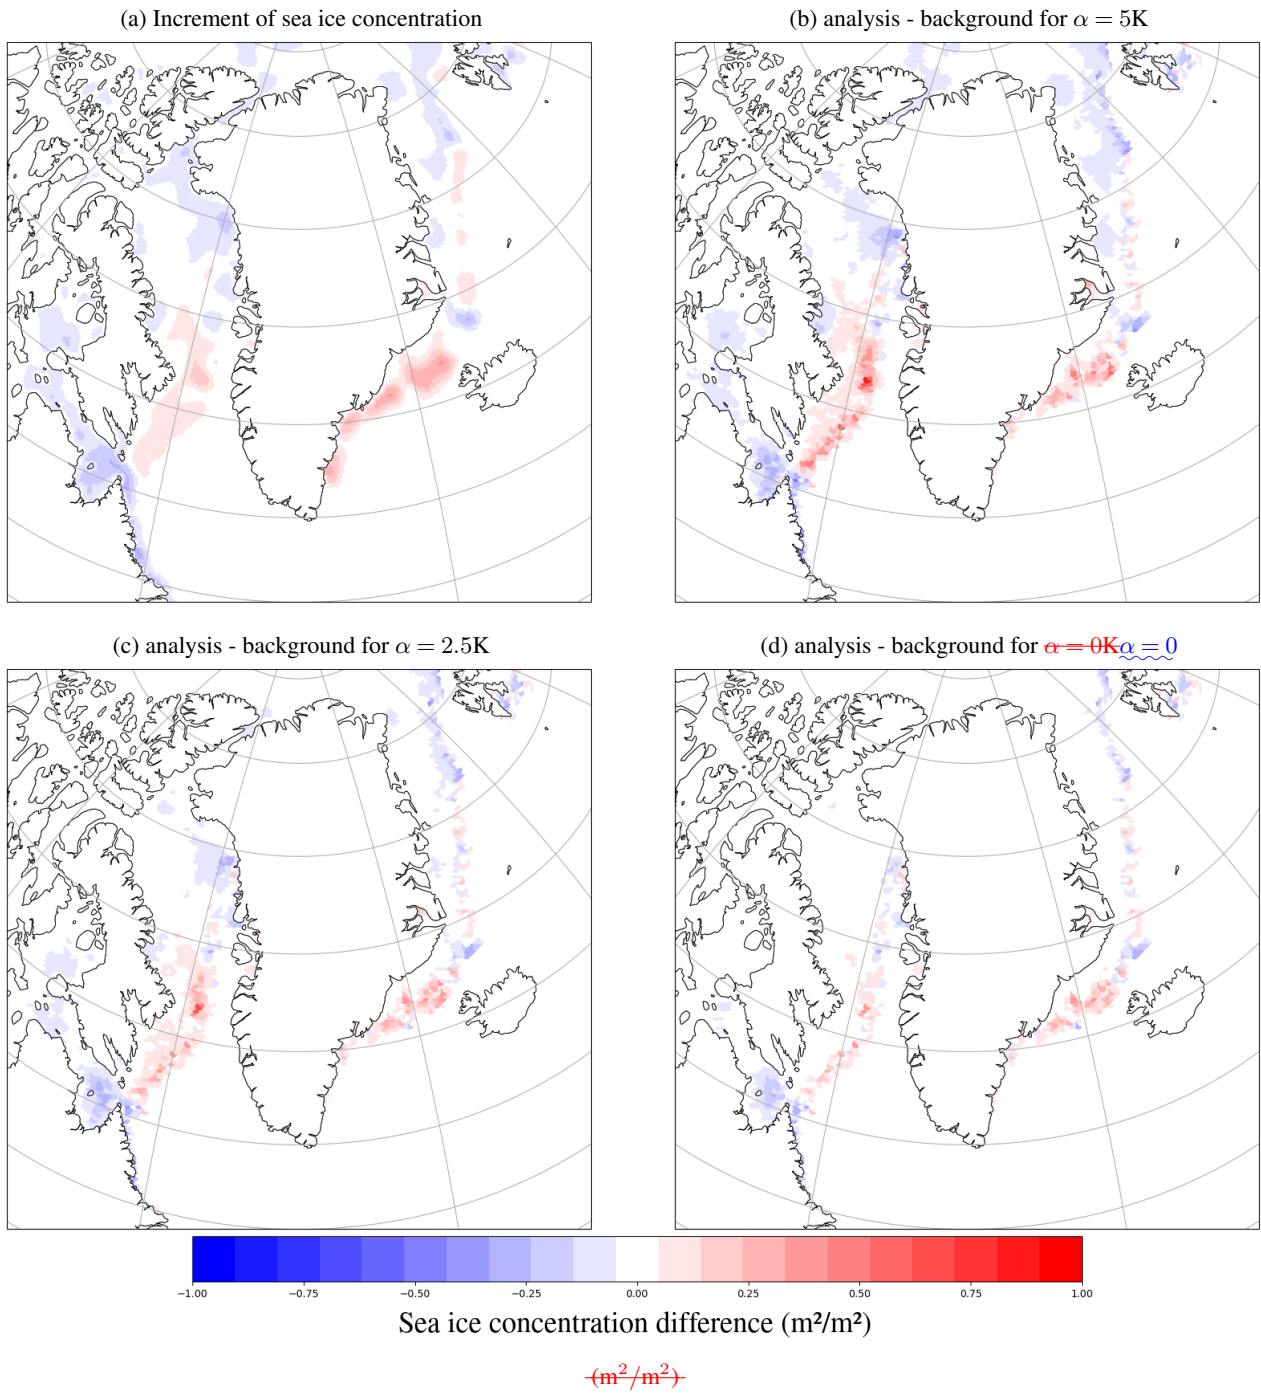 (a) Increment of sea ice concentration
(b) analysis - background for α = 5K
(c) analysis - background for α = 2.5K
(d) analysis - background for α = 0Kα = 0
−1.00 −0.75 −0.50 −0.25 0.00 0.25 0.50 0.75 1.00
Sea ice concentration difference (m²/m²)
(m²/m²)